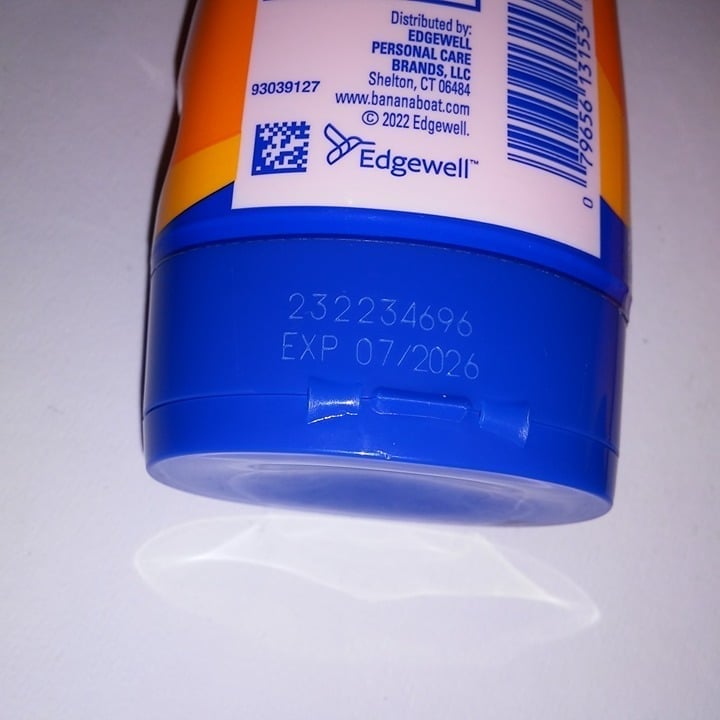 Distributed by:
EDGEWELL
PERSONAL CARE
BRANDS, LLC
Shelton, CT 06484
93039127
www.bananaboat.com
© 2022 Edgewell.
Edgewell™
0 79656 13153
232234696
EXP 07/2026